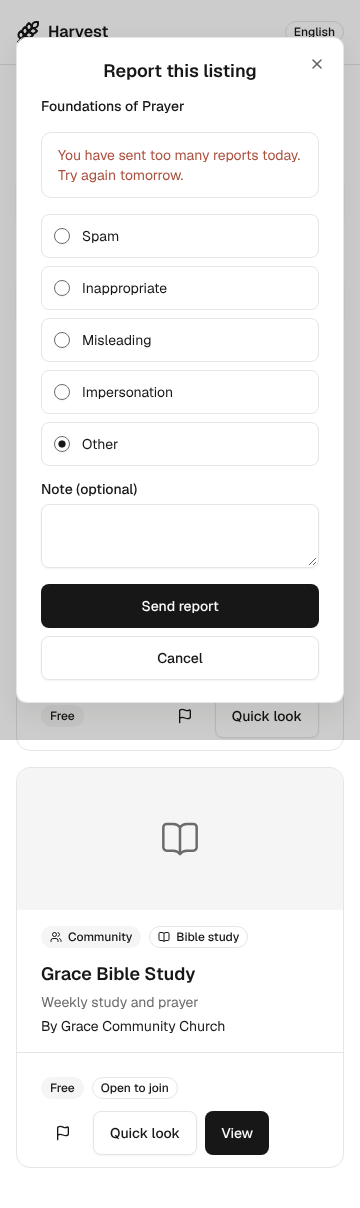 Harvest
English
Report this listing
Foundations of Prayer
You have sent too many reports today.
Try again tomorrow.
Spam
Inappropriate
Misleading
Impersonation
Other
Note (optional)
Send report
Cancel
Free
Quick look
Community
Bible study
Grace Bible Study
Weekly study and prayer
By Grace Community Church
Free
Open to join
Quick look
View